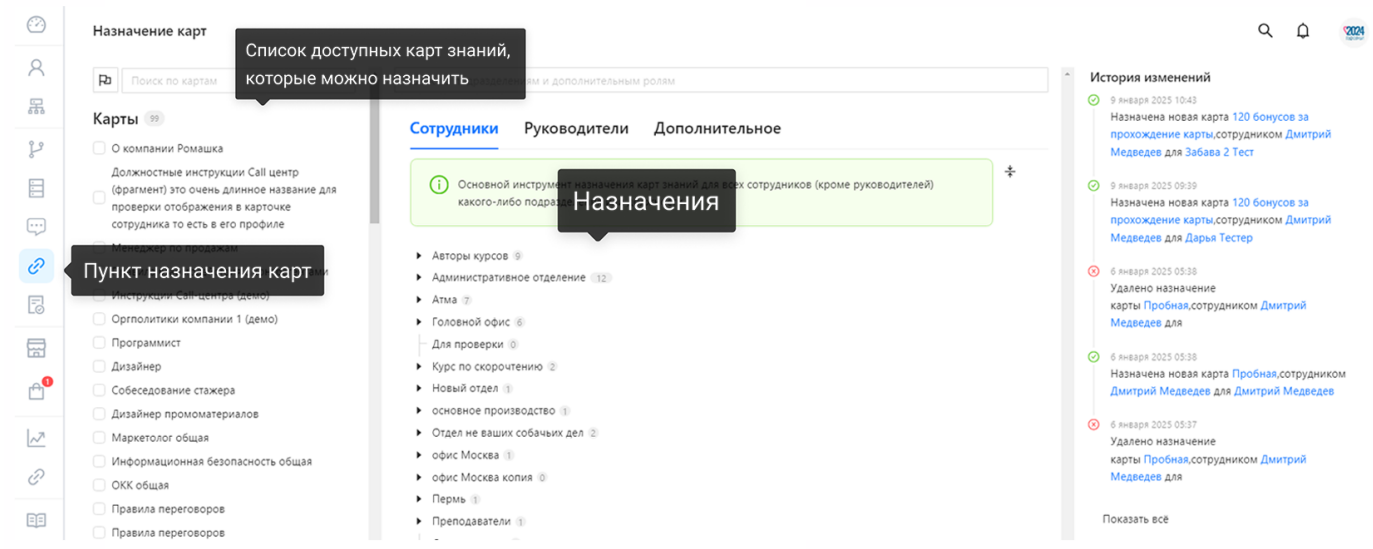 Назначение карт
2024
Список доступных карт знаний,
которые можно назначить
Поиск по картам
и дополнительным ролям
Карты 99
О компании Ромашка
Должностные инструкции Call центр
(фрагмент) это очень длинное название для
проверки отображения в карточке
сотрудника то есть в его профиле
Менеджер по продажам
Пункт назначения карт
Инструкции Call-центра (демо)
Оргполитики компании 1 (демо)
Программист
Дизайнер
Собеседование стажера
Дизайнер промоматериалов
Маркетолог общая
Информационная безопасность общая
ОКК общая
Правила переговоров
Правила переговоров
Сотрудники Руководители Дополнительное
Основной инструмент назначения карт знаний для всех сотрудников (кроме руководителей)
какого-либо
Назначения
Авторы курсов 9
Административное отделение 12
Атма 7
Головной офис 6
Для проверки 0
Курс по скорочтению 2
Новый отдел 1
основное производство 1
Отдел не ваших собачьих дел 2
офис Москва 1
офис Москва копия 0
Пермь 1
Преподаватели 1
История изменений
9 января 2025 10:43
Назначена новая карта 120 бонусов за
прохождение карты,сотрудником Дмитрий
Медведев для Забава 2 Тест
9 января 2025 09:39
Назначена новая карта 120 бонусов за
прохождение карты,сотрудником Дмитрий
Медведев для Дарья Тестер
6 января 2025 05:38
Удалено назначение
карты Пробная,сотрудником Дмитрий
Медведев для
6 января 2025 05:38
Назначена новая карта Пробная,сотрудником
Дмитрий Медведев для Дмитрий Медведев
6 января 2025 05:37
Удалено назначение
карты Пробная,сотрудником Дмитрий
Медведев для
Показать всё
1